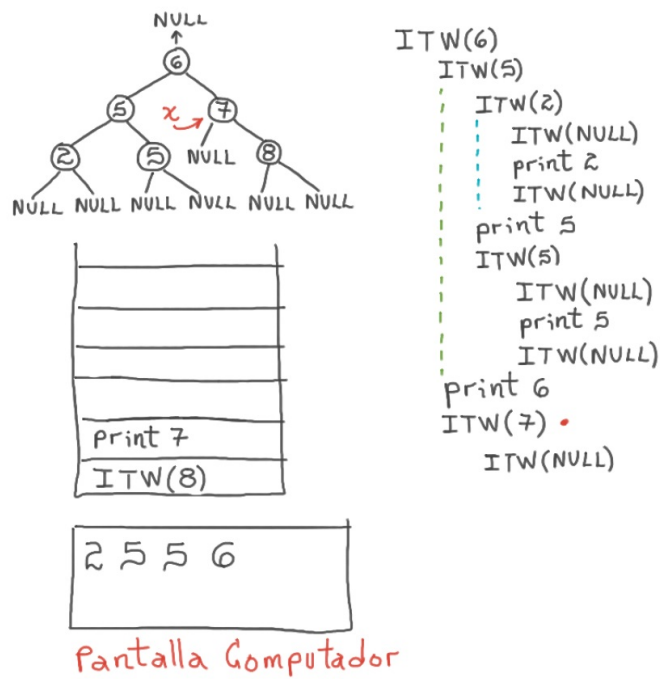 NULL
6
5 x 7
2 5 NULL 8
NULL NULL NULL NULL NULL NULL
print 7
ITW(8)
2 5 5 6
Pantalla Computador
ITW(6)
ITW(5)
ITW(2)
ITW(NULL)
print 2
ITW(NULL)
print 5
ITW(5)
ITW(NULL)
print 5
ITW(NULL)
print 6
ITW(7)
ITW(NULL)